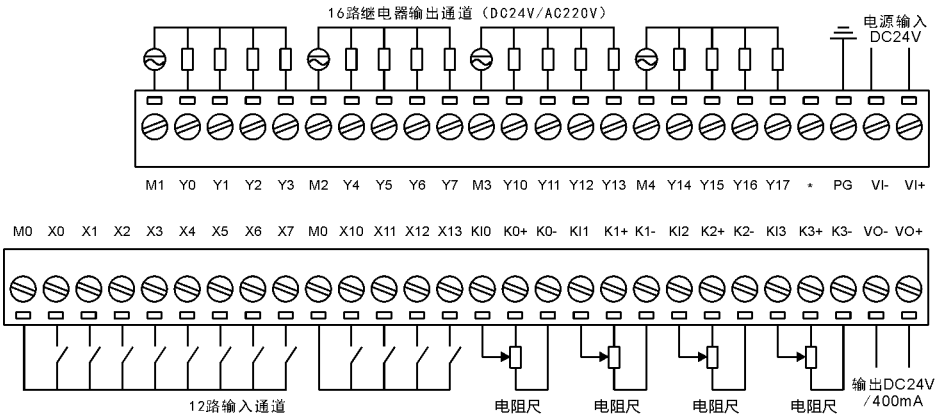 16路继电器输出通道（DC24V/AC220V）
电源输入
DC24V
M1 Y0 Y1 Y2 Y3 M2 Y4 Y5 Y6 Y7 M3 Y10 Y11 Y12 Y13 M4 Y14 Y15 Y16 Y17 * PG VI- VI+
M0 X0 X1 X2 X3 X4 X5 X6 X7 M0 X10 X11 X12 X13 KI0 K0+ K0- KI1 K1+ K1- KI2 K2+ K2- KI3 K3+ K3- VO- VO+
12路输入通道
电阻尺 电阻尺 电阻尺 电阻尺
输出DC24V
/400mA